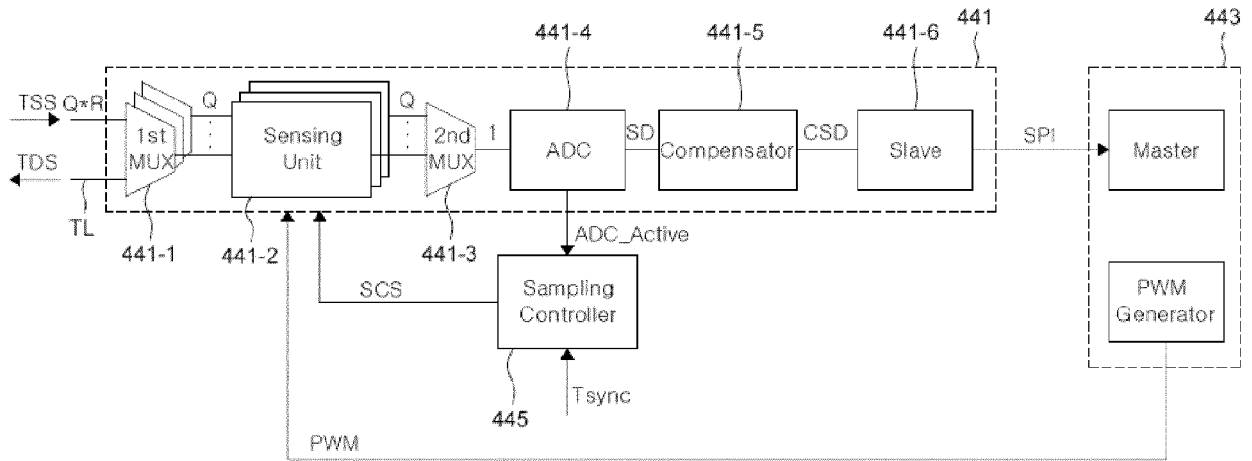 441-4
441-5
441-6
441
443
TSS
Q*R
Q
Q
1st
MUX
Sensing
Unit
2nd
MUX
1
ADC
SD
Compensator
CSD
Slave
SPI
Master
TDS
TL
441-1
441-2
441-3
ADC_Active
SCS
Sampling
Controller
PWM
Generator
445
Tsync
PWM